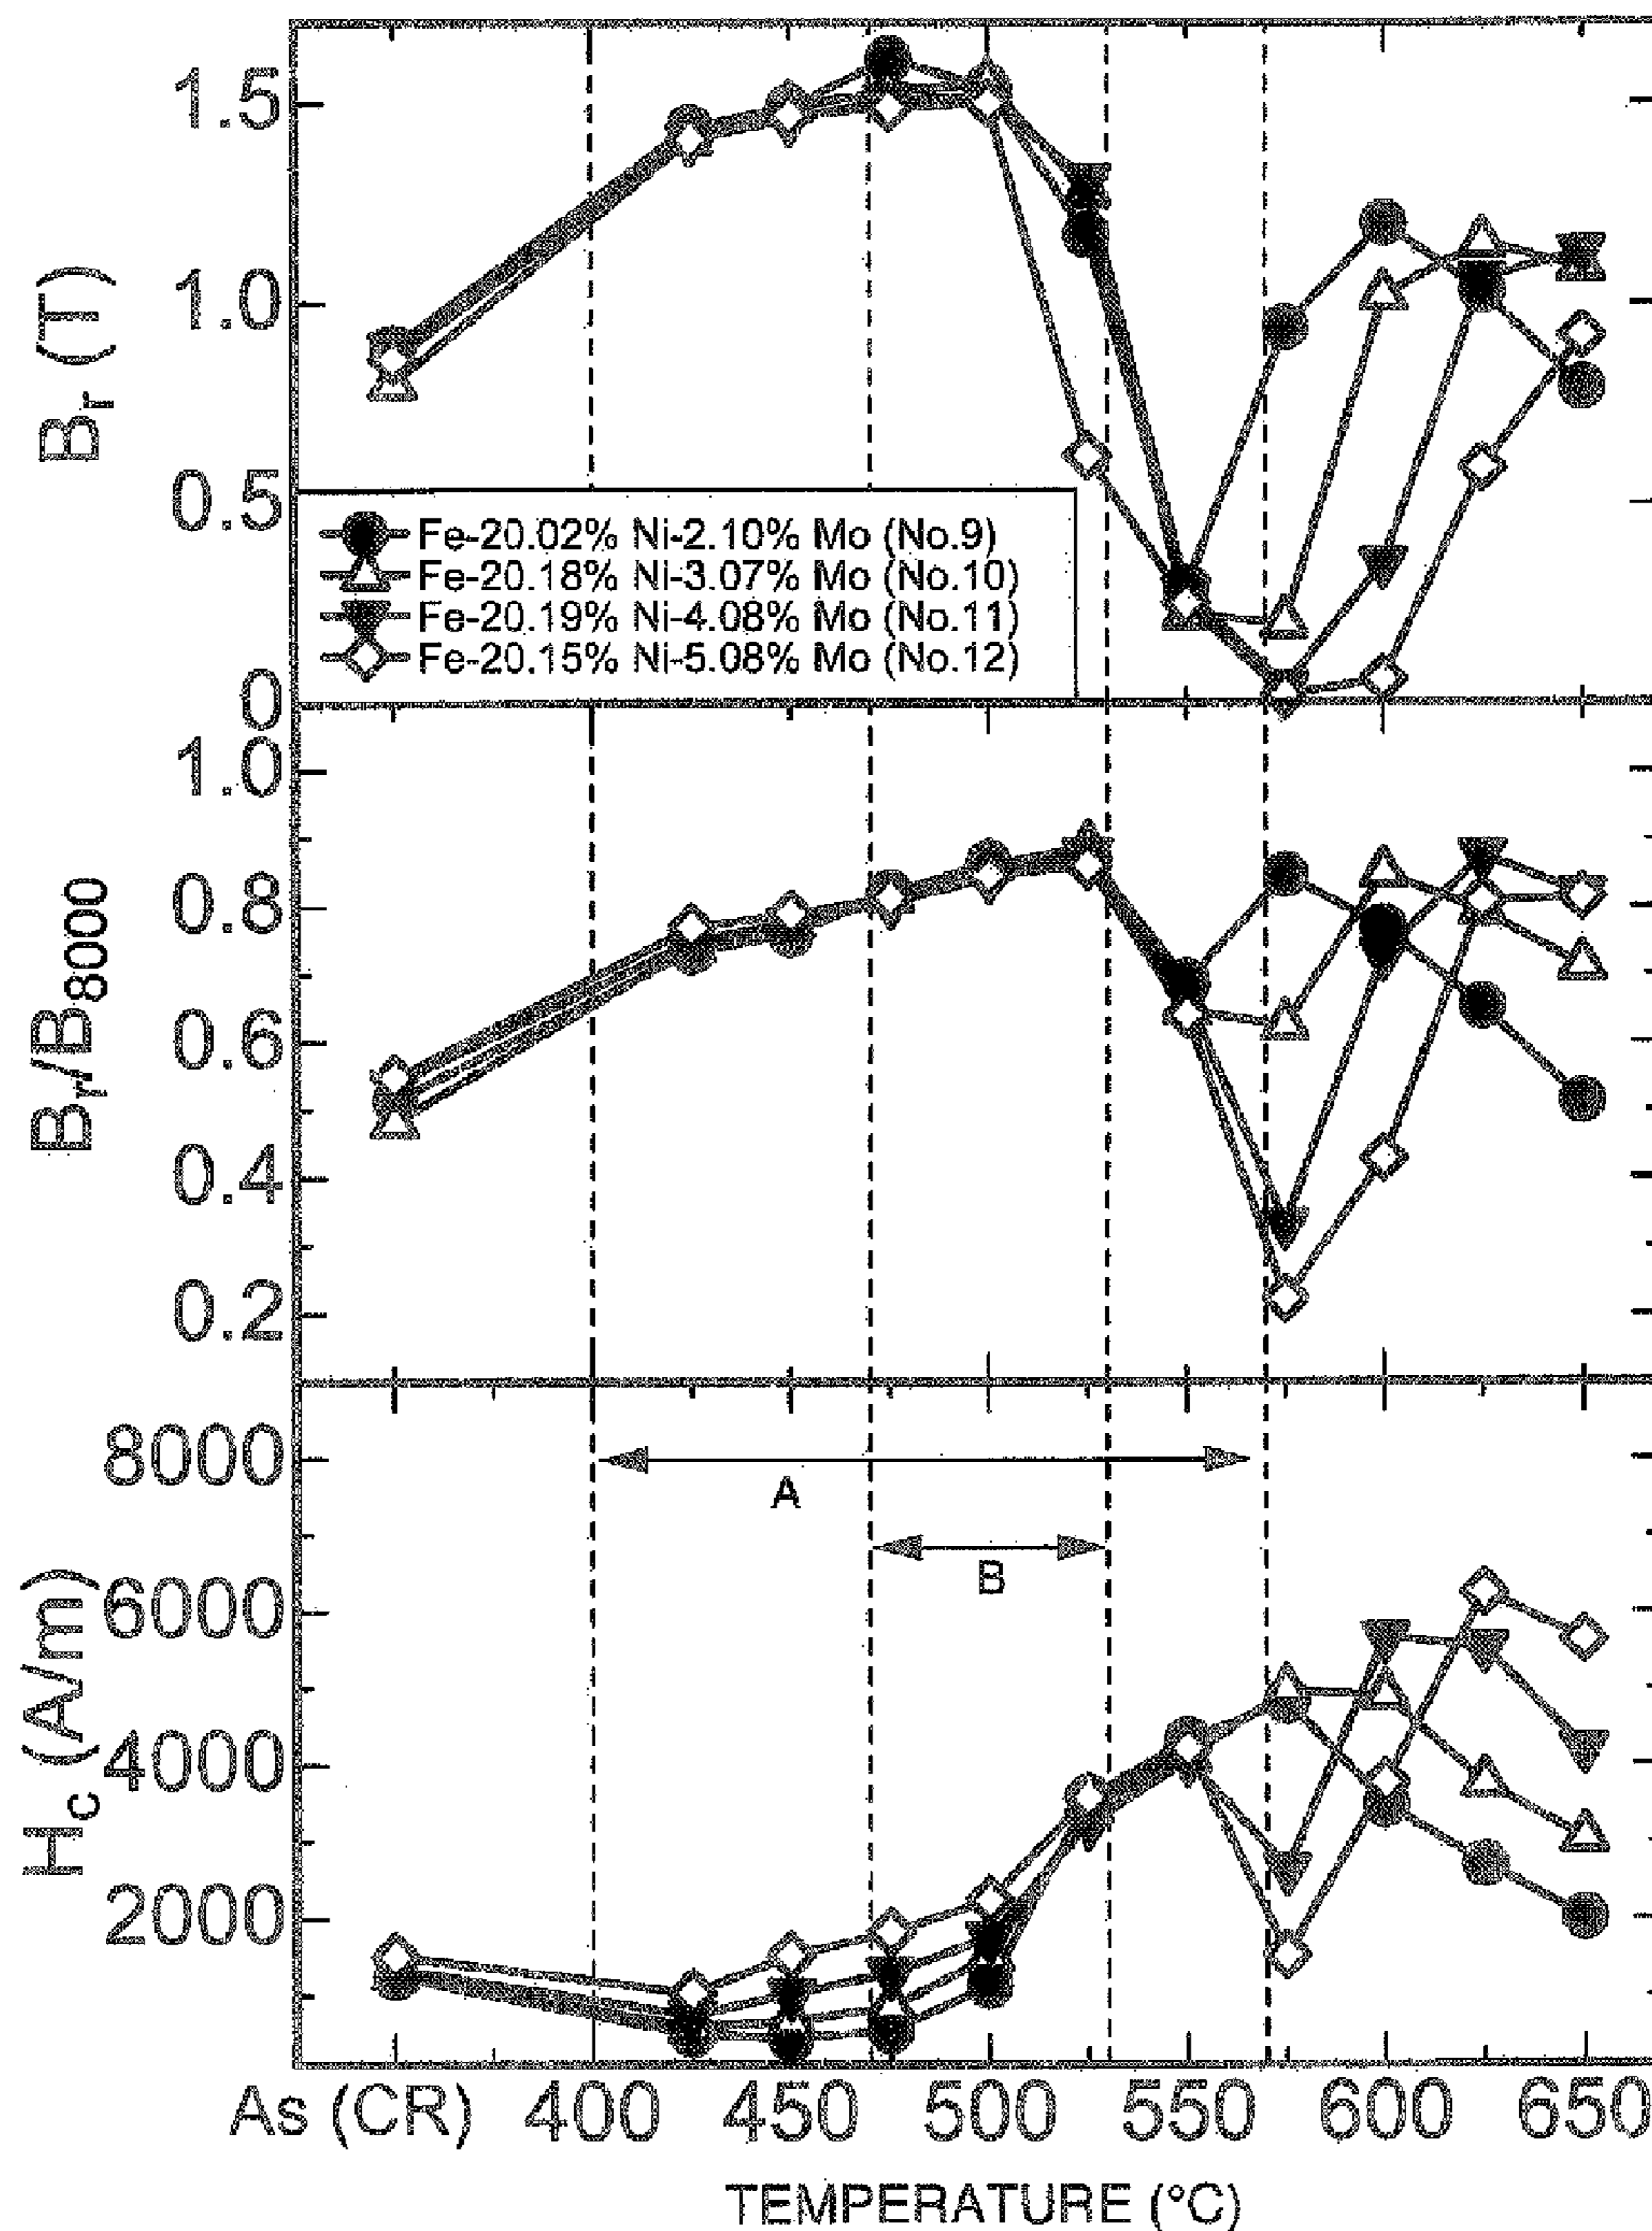 1.5
1.0
0.5
0
Br (T)
Fe-20.02% Ni-2.10% Mo (No.9)
Fe-20.18% Ni-3.07% Mo (No.10)
Fe-20.19% Ni-4.08% Mo (No.11)
Fe-20.15% Ni-5.08% Mo (No.12)
1.0
0.8
0.6
0.4
0.2
Br/B8000
8000
6000
4000
2000
Hc (A/m)
A
B
As (CR) 400 450 500 550 600 650
TEMPERATURE (°C)